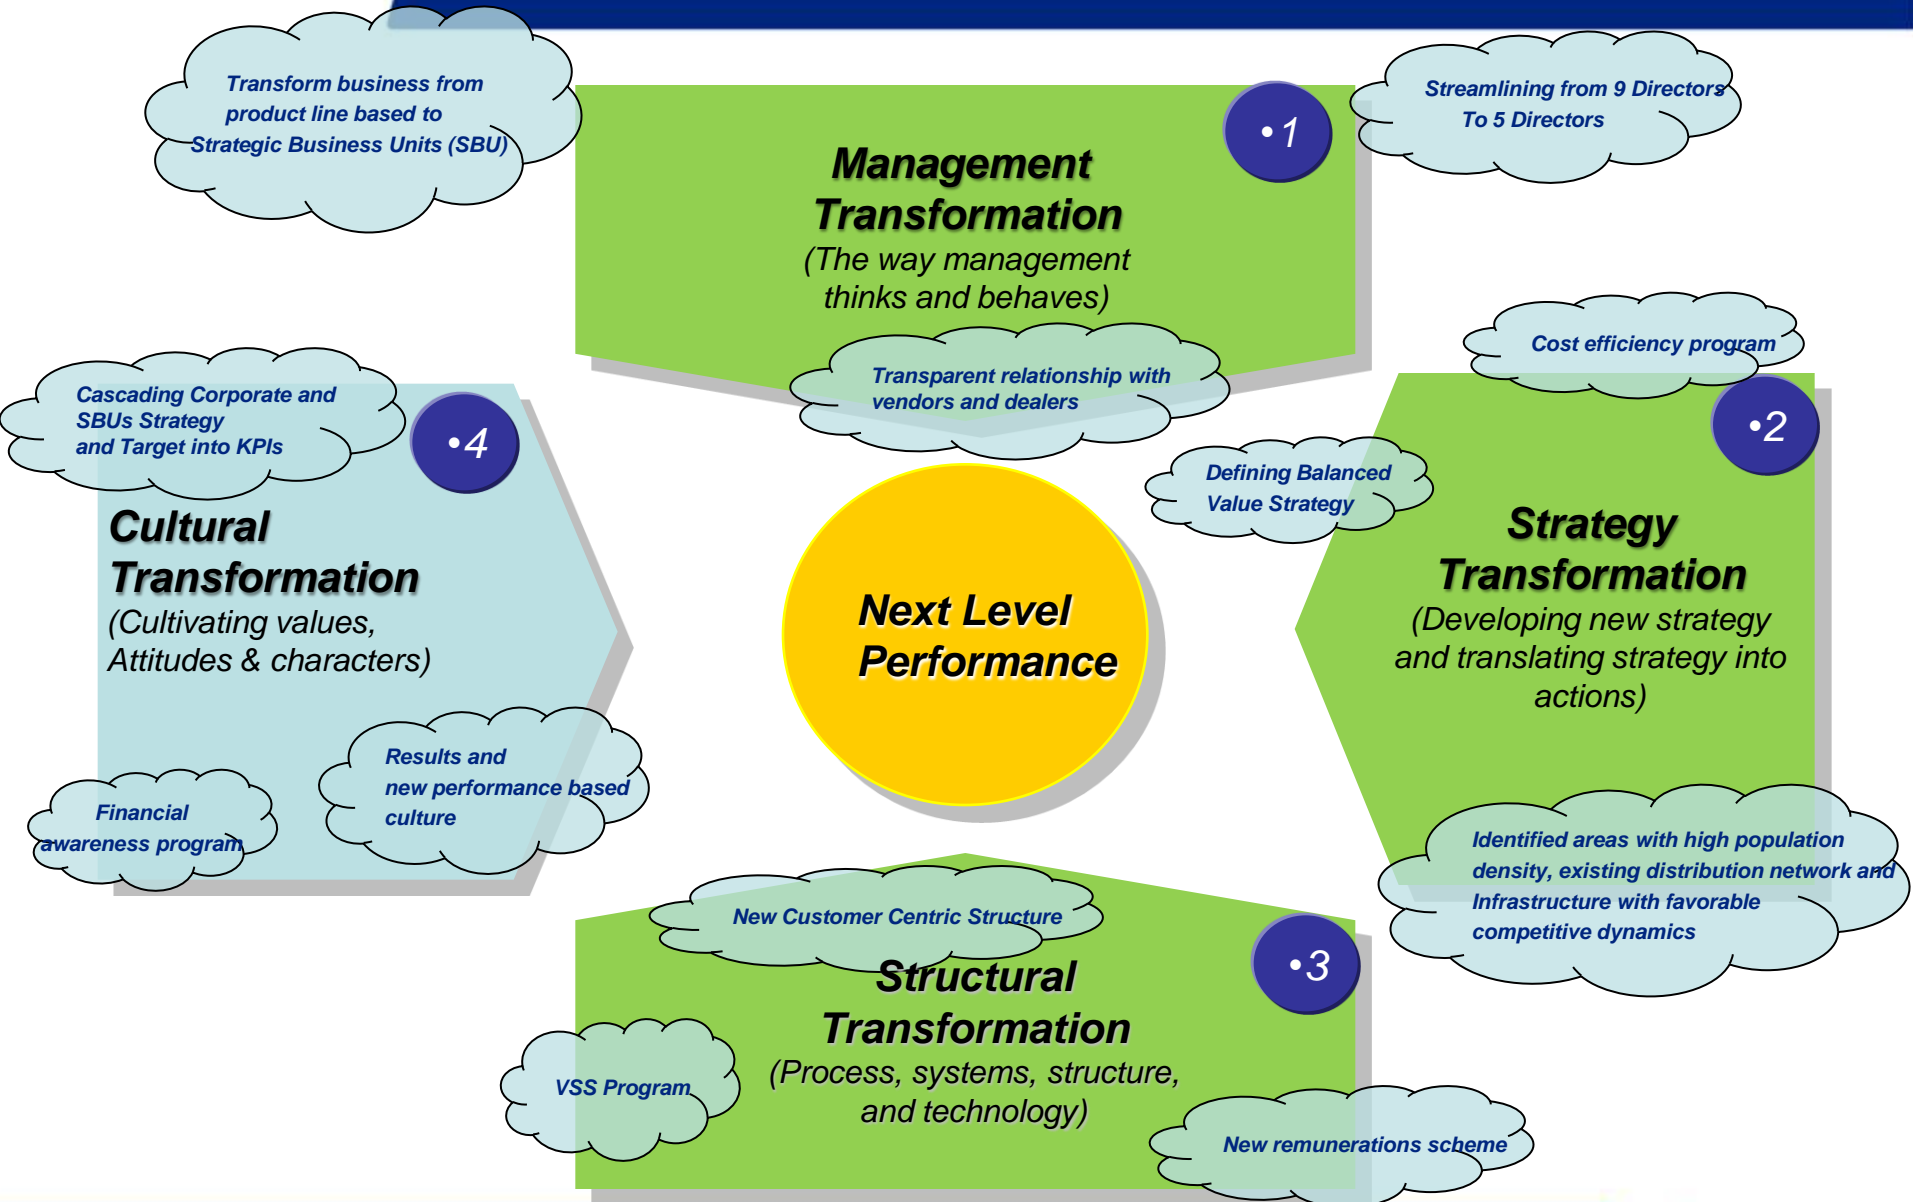 Transform business from
product line based to
Strategic Business Units (SBU)
Streamlining from 9 Directors
To 5 Directors
•1
Management
Transformation
(The way management
thinks and behaves)
Transparent relationship with
vendors and dealers
Cost efficiency program
•2
Defining Balanced
Value Strategy
Strategy
Transformation
(Developing new strategy
and translating strategy into
actions)
Identified areas with high population
density, existing distribution network and
Infrastructure with favorable
competitive dynamics
Cascading Corporate and
SBUs Strategy
and Target into KPIs
•4
Cultural
Transformation
(Cultivating values,
Attitudes & characters)
Results and
new performance based
culture
Financial
awareness program
Next Level
Performance
New Customer Centric Structure
•3
Structural
Transformation
(Process, systems, structure,
and technology)
VSS Program
New remunerations scheme